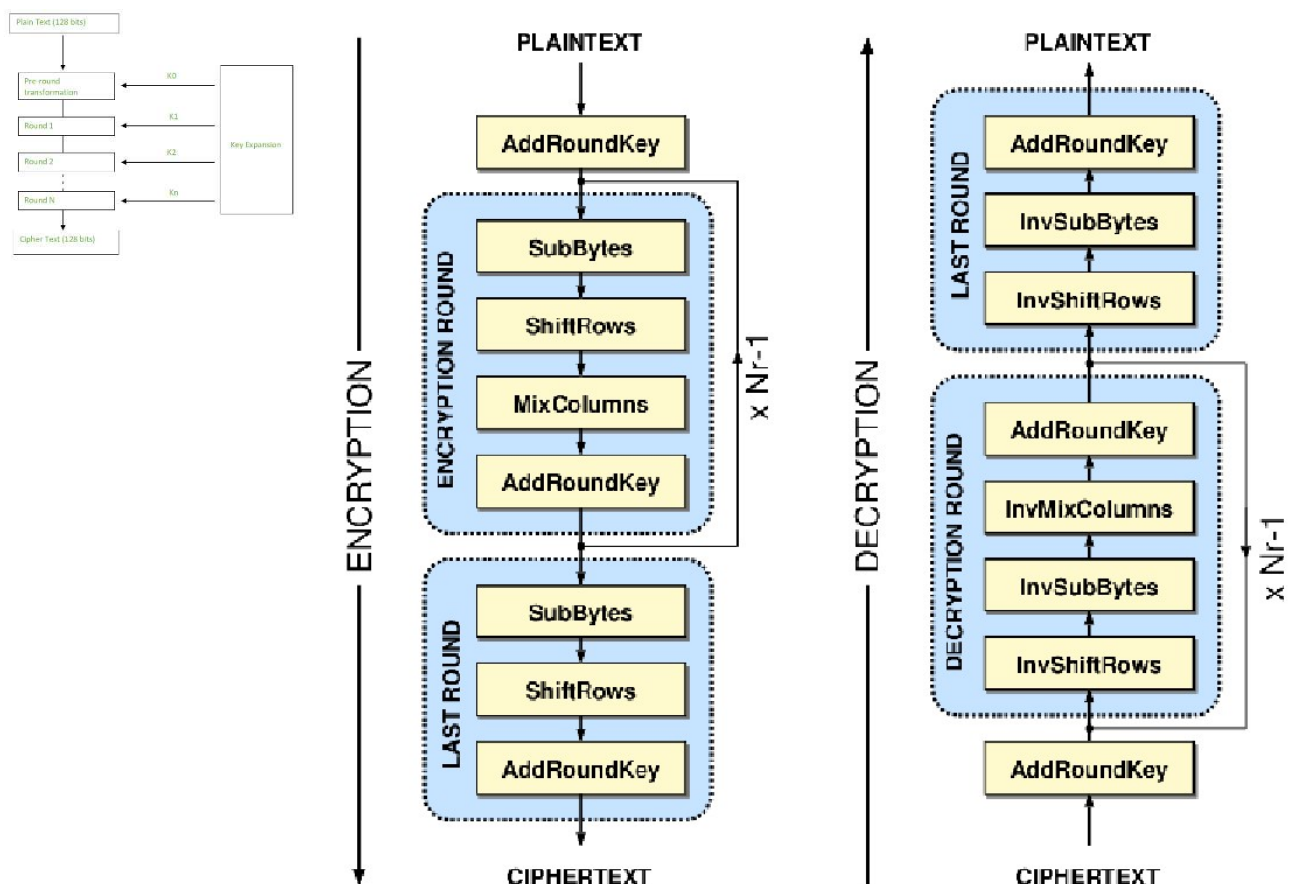 Plain Text (128 bits)
Pre-round
transformation
K0
Round 1
K1
Key Expansion
Round 2
K2
Round N
Kn
Cipher Text (128 bits)
ENCRYPTION
PLAINTEXT
AddRoundKey
ENCRYPTION ROUND
SubBytes
ShiftRows
MixColumns
AddRoundKey
x Nr-1
LAST ROUND
SubBytes
ShiftRows
AddRoundKey
CIPHERTEXT
DECRYPTION
PLAINTEXT
LAST ROUND
AddRoundKey
InvSubBytes
InvShiftRows
DECRYPTION ROUND
AddRoundKey
InvMixColumns
InvSubBytes
InvShiftRows
x Nr-1
AddRoundKey
CIPHERTEXT